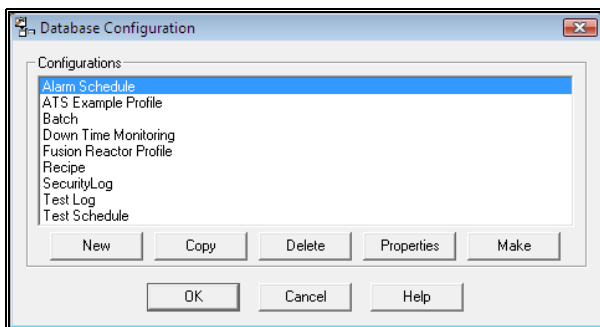 Database Configuration
Configurations
Alarm Schedule
ATS Example Profile
Batch
Down Time Monitoring
Fusion Reactor Profile
Recipe
SecurityLog
Test Log
Test Schedule
New Copy Delete Properties Make
OK Cancel Help